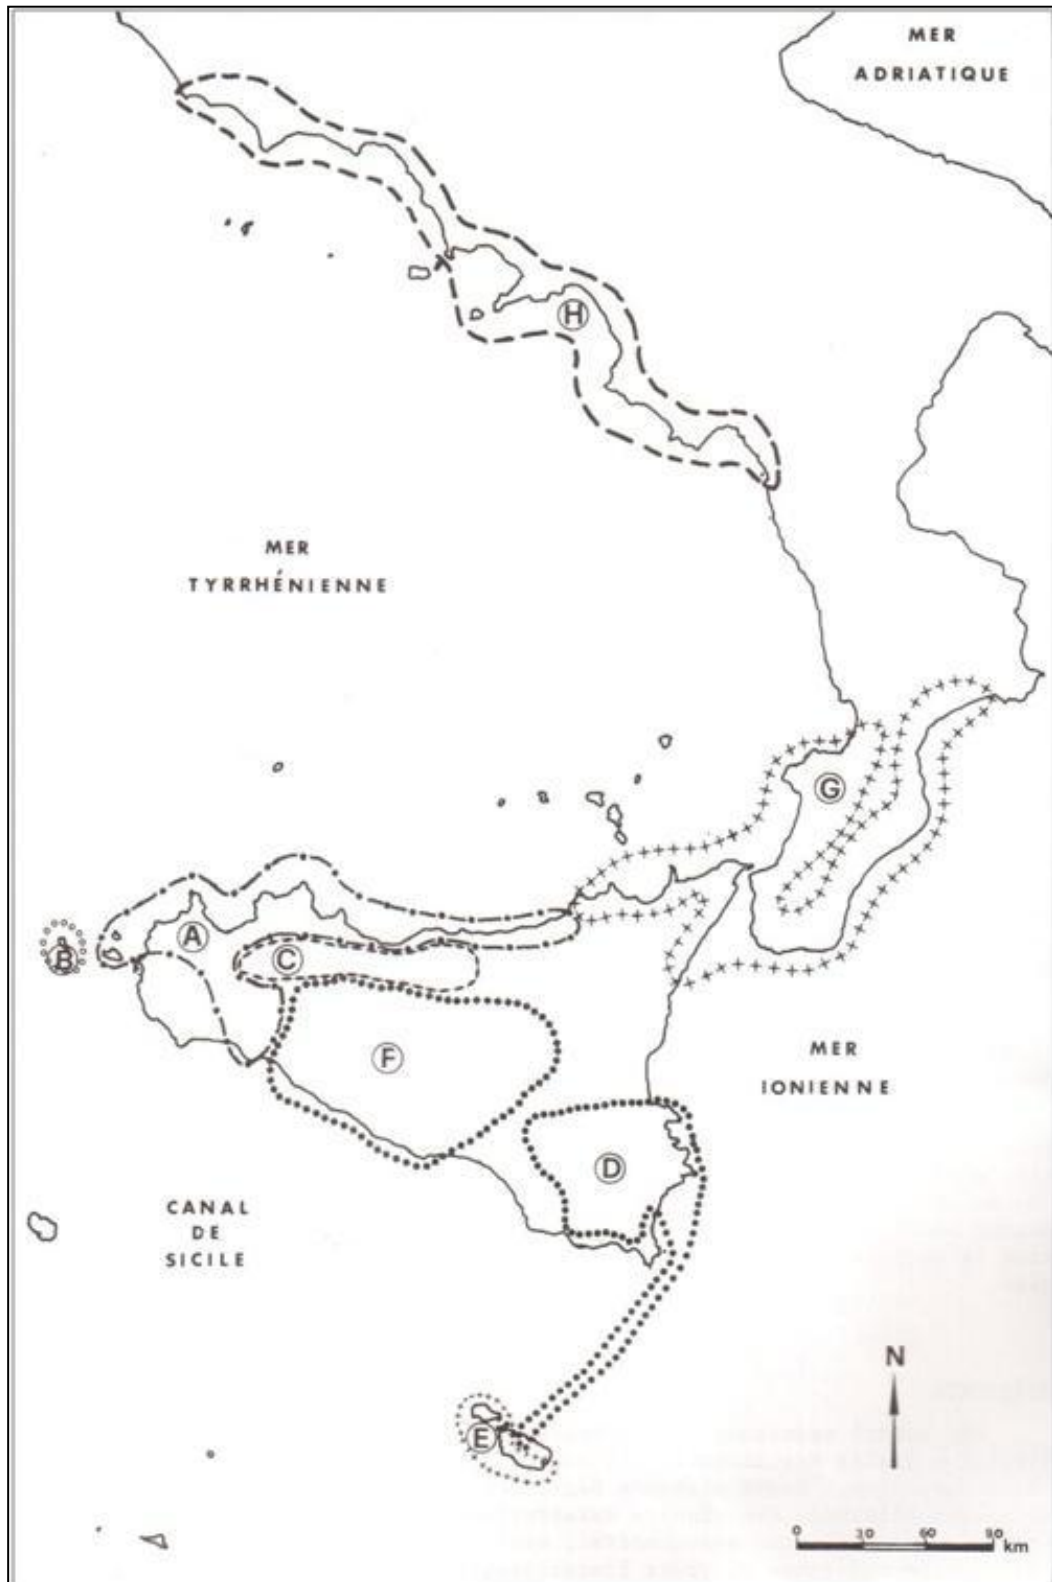 MER
ADRIATIQUE
H
MER
TYRRHÉNIENNE
G
A
B
C
F
MER
IONIENNE
D
CANAL
DE
SICILE
N
E
0 30 60 90 km